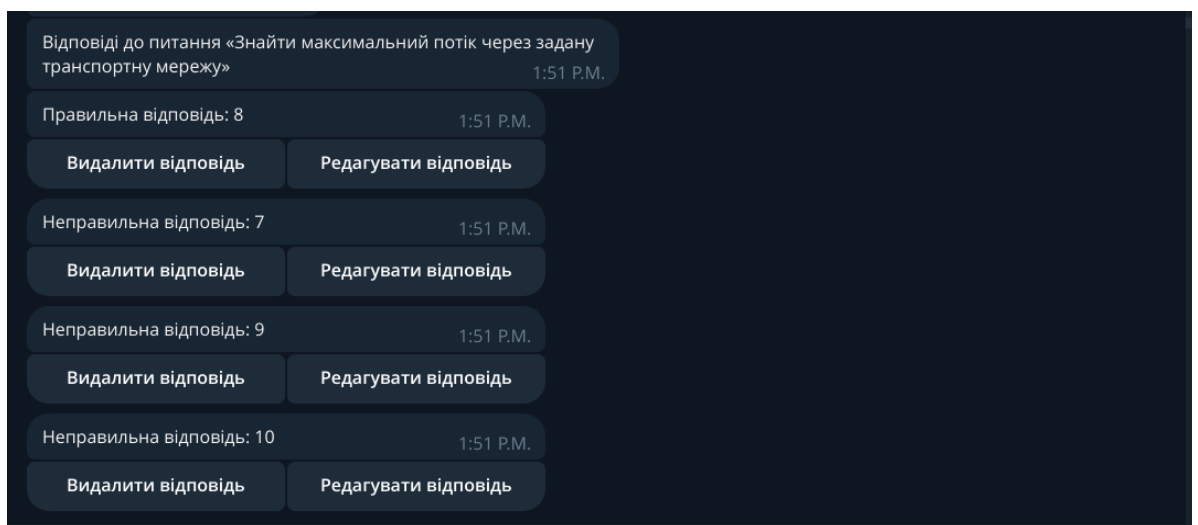 Відповіді до питання «Знайти максимальний потік через задану
транспортну мережу»
1:51 P.M.
Правильна відповідь: 8
1:51 P.M.
Видалити відповідь
Редагувати відповідь
Неправильна відповідь: 7
1:51 P.M.
Видалити відповідь
Редагувати відповідь
Неправильна відповідь: 9
1:51 P.M.
Видалити відповідь
Редагувати відповідь
Неправильна відповідь: 10
1:51 P.M.
Видалити відповідь
Редагувати відповідь